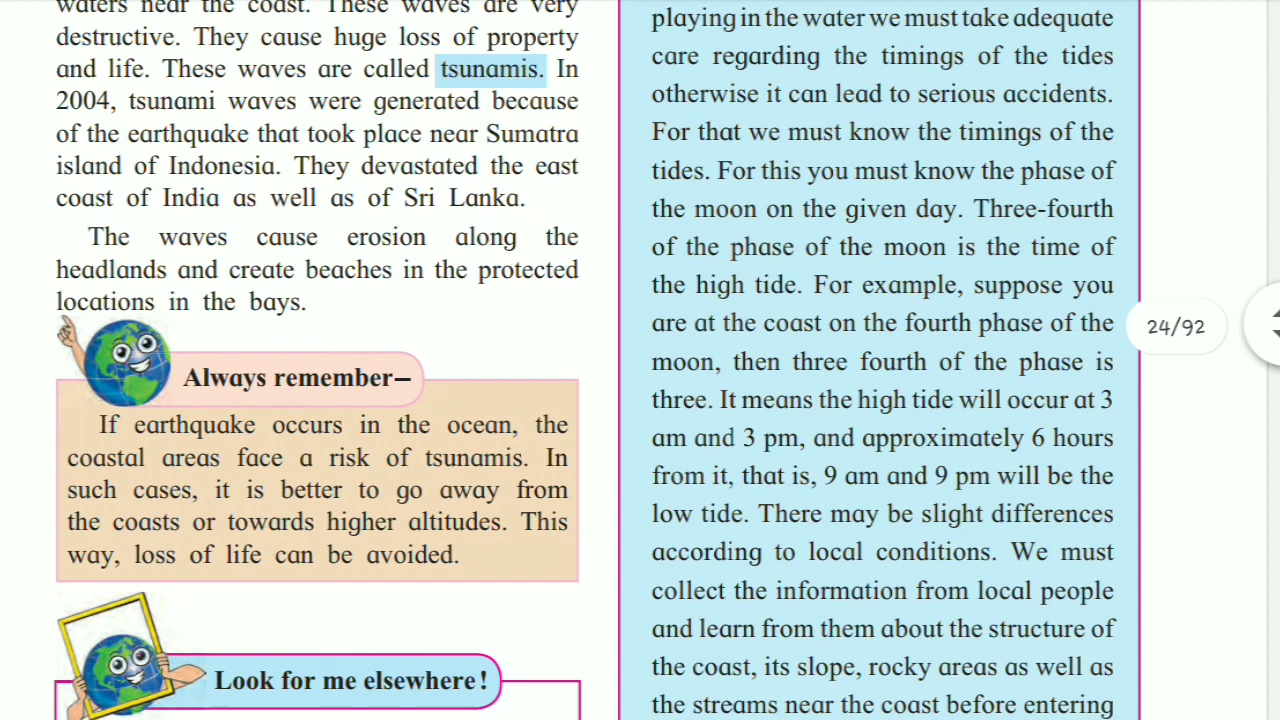 waters near the coast. These waves are very
destructive. They cause huge loss of property
and life. These waves are called tsunamis. In
2004, tsunami waves were generated because
of the earthquake that took place near Sumatra
island of Indonesia. They devastated the east
coast of India as well as of Sri Lanka.
The waves cause erosion along the
headlands and create beaches in the protected
locations in the bays.
Always remember–
If earthquake occurs in the ocean, the
coastal areas face a risk of tsunamis. In
such cases, it is better to go away from
the coasts or towards higher altitudes. This
way, loss of life can be avoided.
Look for me elsewhere!
playing in the water we must take adequate
care regarding the timings of the tides
otherwise it can lead to serious accidents.
For that we must know the timings of the
tides. For this you must know the phase of
the moon on the given day. Three-fourth
of the phase of the moon is the time of
the high tide. For example, suppose you
are at the coast on the fourth phase of the
moon, then three fourth of the phase is
three. It means the high tide will occur at 3
am and 3 pm, and approximately 6 hours
from it, that is, 9 am and 9 pm will be the
low tide. There may be slight differences
according to local conditions. We must
collect the information from local people
and learn from them about the structure of
the coast, its slope, rocky areas as well as
the streams near the coast before entering
24/92